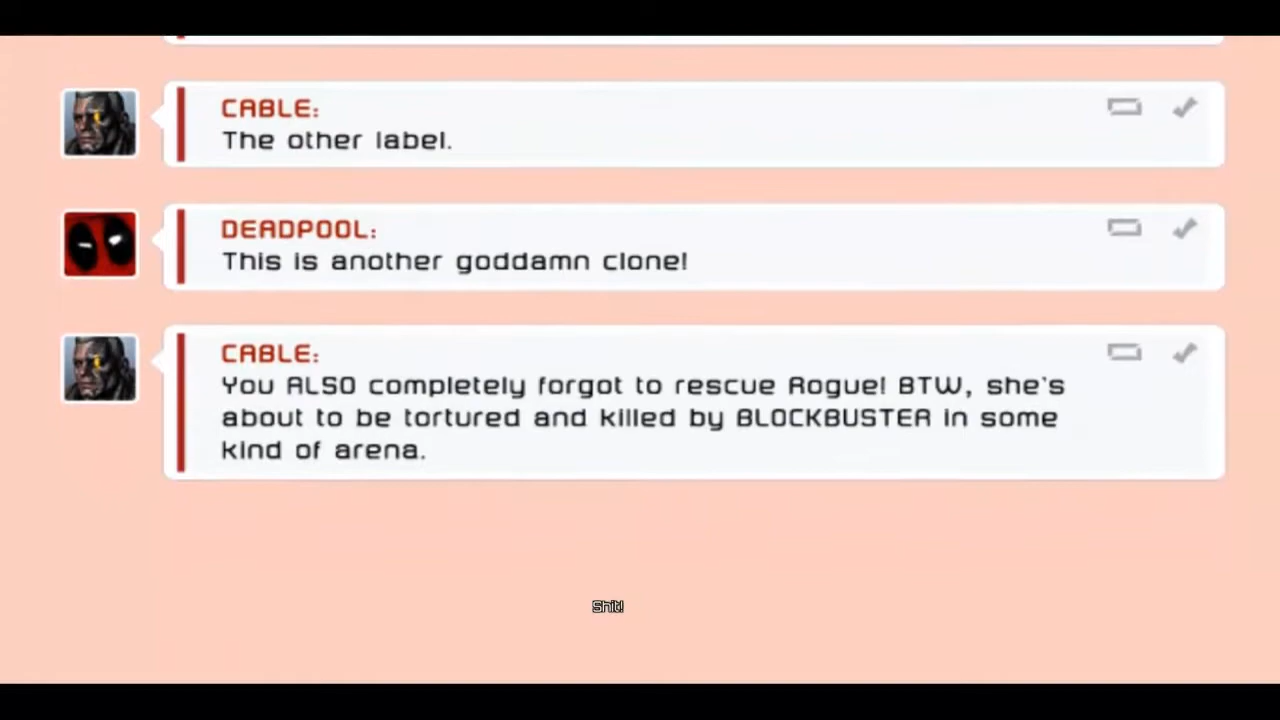 CABLE:
The other label.
DEADPOOL:
This is another goddamn clone!
CABLE:
You ALSO completely forgot to rescue Rogue! BTW, she's
about to be tortured and killed by BLOCKBUSTER in some
kind of arena.
Shit!